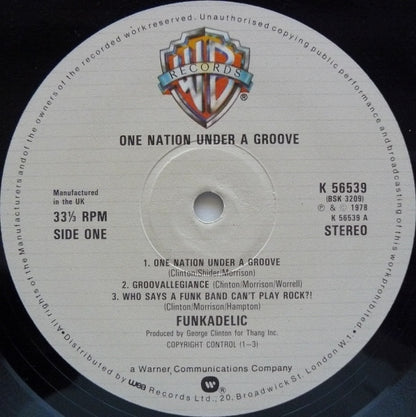 WB
RECORDS
®
ONE NATION UNDER A GROOVE
Manufactured
in the UK
33⅓ RPM
SIDE ONE
K 56539
(BSK 3209)
℗ & © 1978
K 56539 A
STEREO
1. ONE NATION UNDER A GROOVE
(Clinton/Shider/Morrison)
2. GROOVALLEGIANCE (Clinton/Morrison/Worrell)
3. WHO SAYS A FUNK BAND CAN'T PLAY ROCK?!
(Clinton/Morrison/Hampton)
FUNKADELIC
Produced by George Clinton for Thang Inc.
COPYRIGHT CONTROL (1–3)
a Warner Communications Company
All rights of the Manufacturers and of the owners of the recorded work reserved. Unauthorised copying public performance and broadcasting of this work prohibited.
Distributed by wea Records Ltd., 20, Broadwick St. London W1.